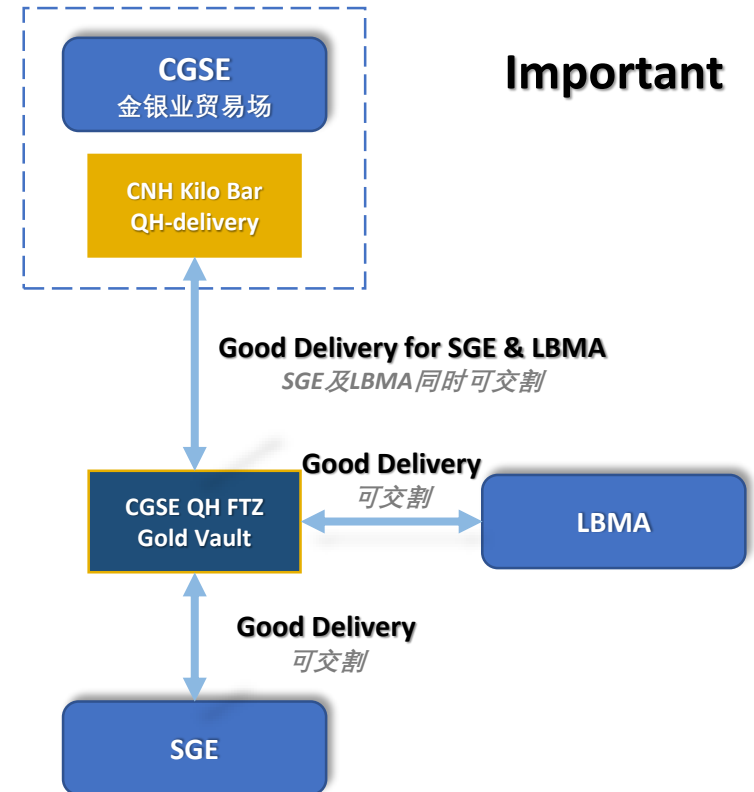 CGSE
金银业贸易场
Important
CNH Kilo Bar
QH-delivery
Good Delivery for SGE & LBMA
SGE及LBMA同时可交割
Good Delivery
可交割
CGSE QH FTZ
Gold Vault
LBMA
Good Delivery
可交割
SGE